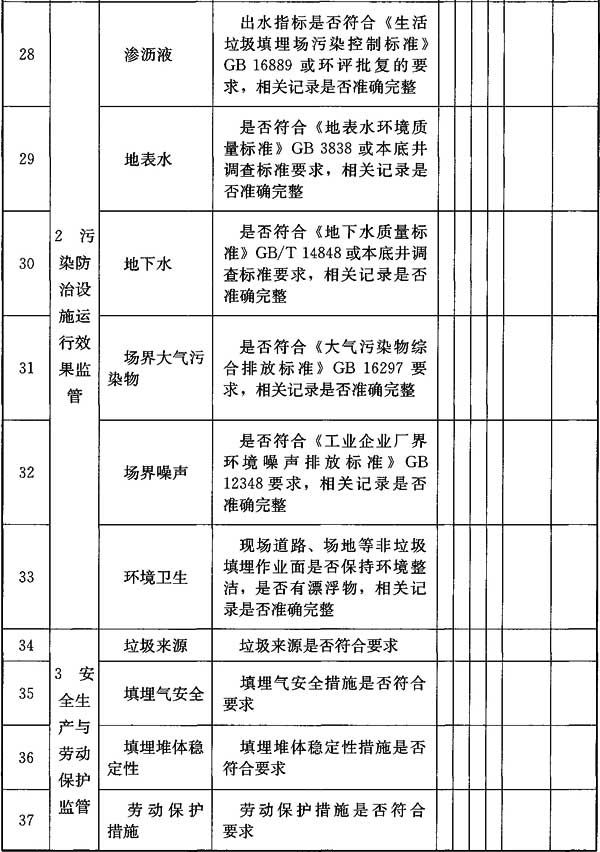 28
渗沥液
出水指标是否符合《生活
垃圾填埋场污染控制标准》
GB 16889 或环评批复的要
求，相关记录是否准确完整
29
地表水
是否符合《地表水环境质
量标准》GB 3838 或本底井
调查标准要求，相关记录是
否准确完整
2 污
染防
治设
施运
行效
果监
管
30
地下水
是否符合《地下水质量标
准》GB/T 14848 或本底井调
查标准要求，相关记录是否
准确完整
31
场界大气污
染物
是否符合《大气污染物综
合排放标准》GB 16297 要
求，相关记录是否准确完整
32
场界噪声
是否符合《工业企业厂界
环境噪声排放标准》GB
12348 要求，相关记录是否
准确完整
33
环境卫生
现场道路、场地等非垃圾
填埋作业面是否保持环境整
洁，是否有漂浮物，相关记
录是否准确完整
34
垃圾来源
垃圾来源是否符合要求
3 安
全生
产与
劳动
保护
监管
35
填埋气安全
填埋气安全措施是否符合
要求
36
填埋堆体稳
定性
填埋堆体稳定性措施是否
符合要求
37
劳动保护
措施
劳动保护措施是否符合
要求